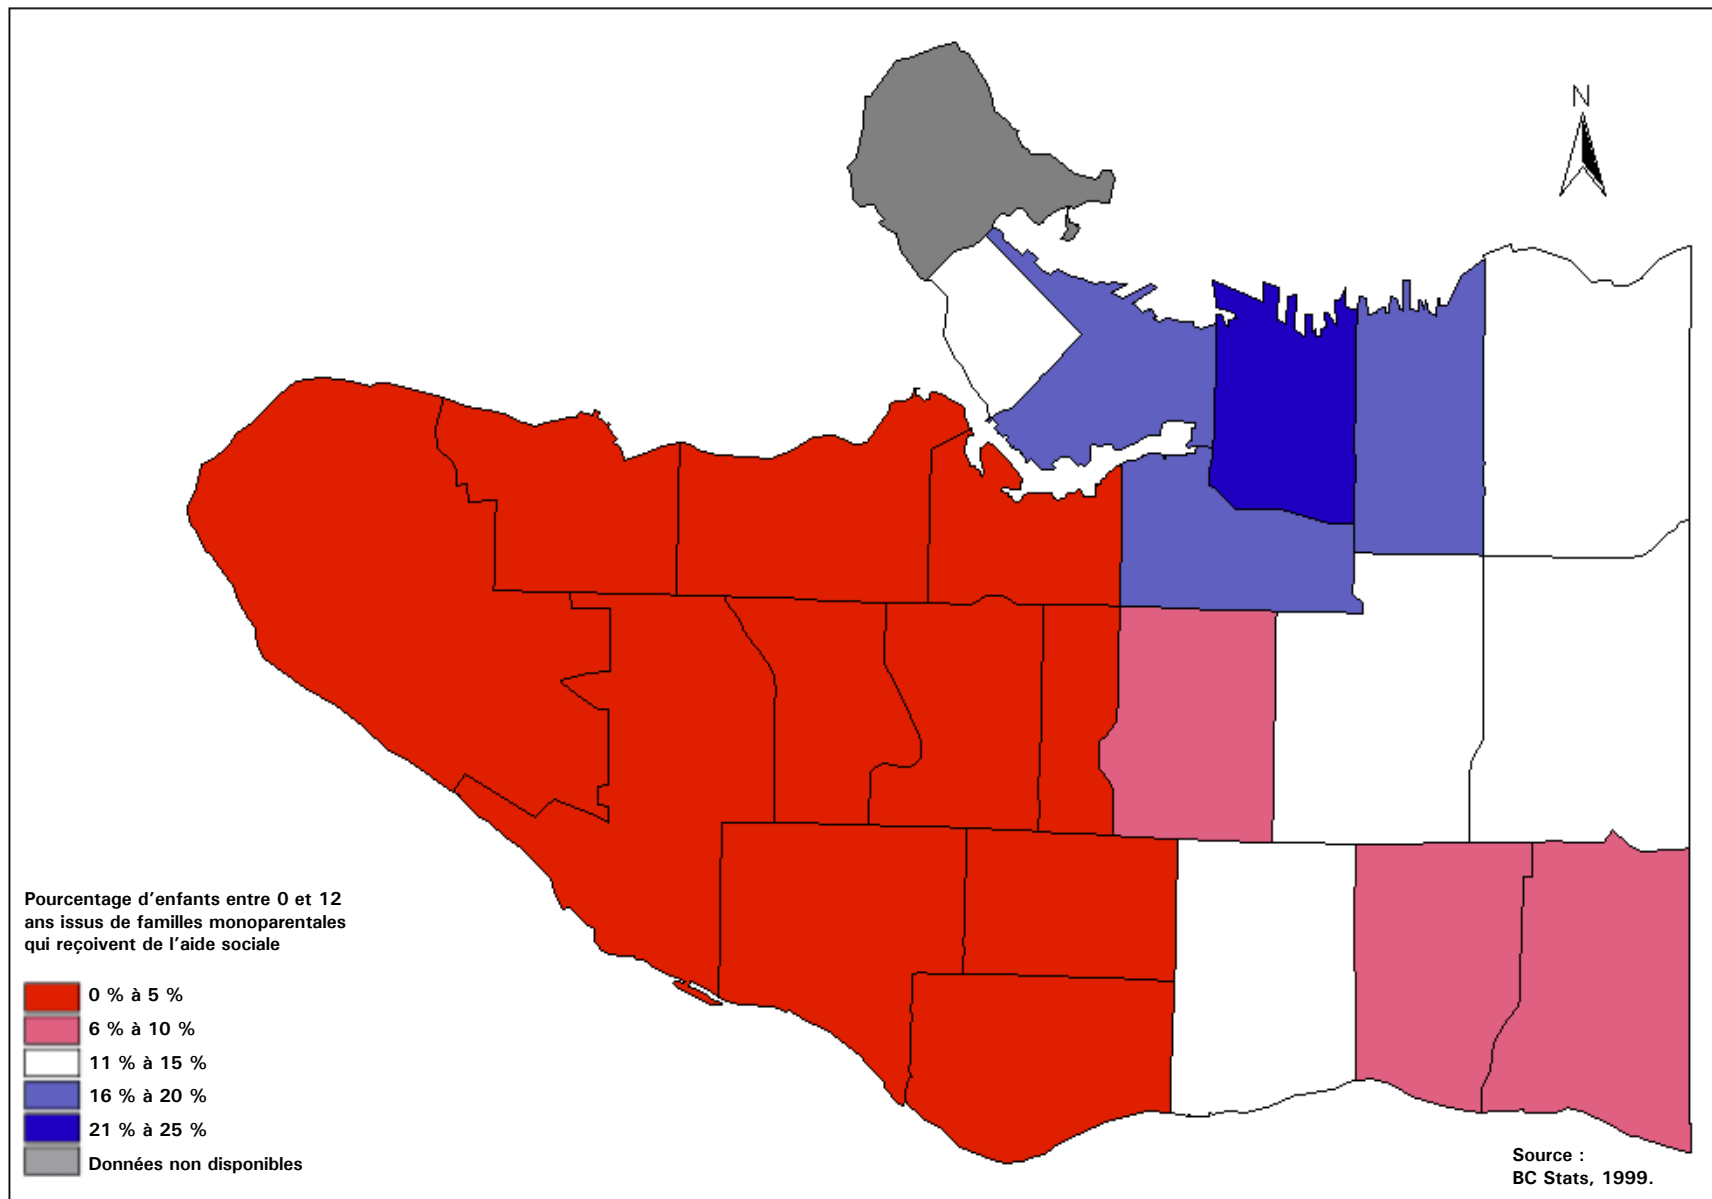 N
Pourcentage d'enfants entre 0 et 12
ans issus de familles monoparentales
qui reçoivent de l'aide sociale
0 % à 5 %
6 % à 10 %
11 % à 15 %
16 % à 20 %
21 % à 25 %
Données non disponibles
Source :
BC Stats, 1999.